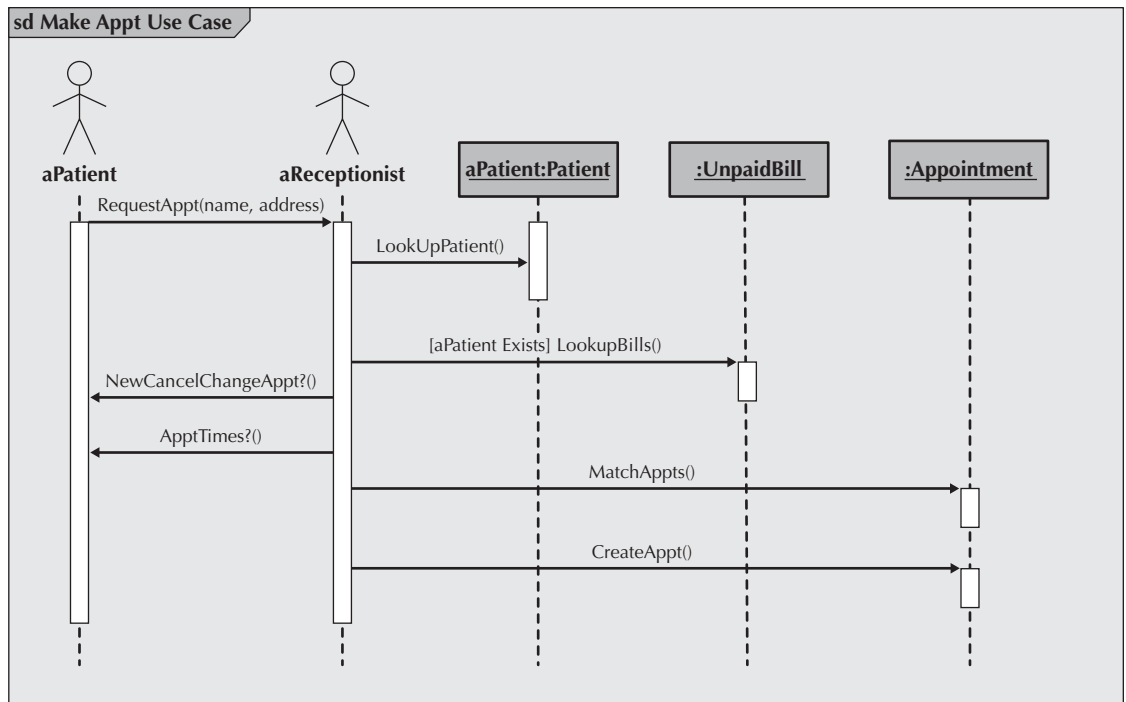 sd Make Appt Use Case
aPatient
aReceptionist
aPatient:Patient
:UnpaidBill
:Appointment
RequestAppt(name, address)
LookUpPatient()
[aPatient Exists] LookupBills()
NewCancelChangeAppt?()
ApptTimes?()
MatchAppts()
CreateAppt()